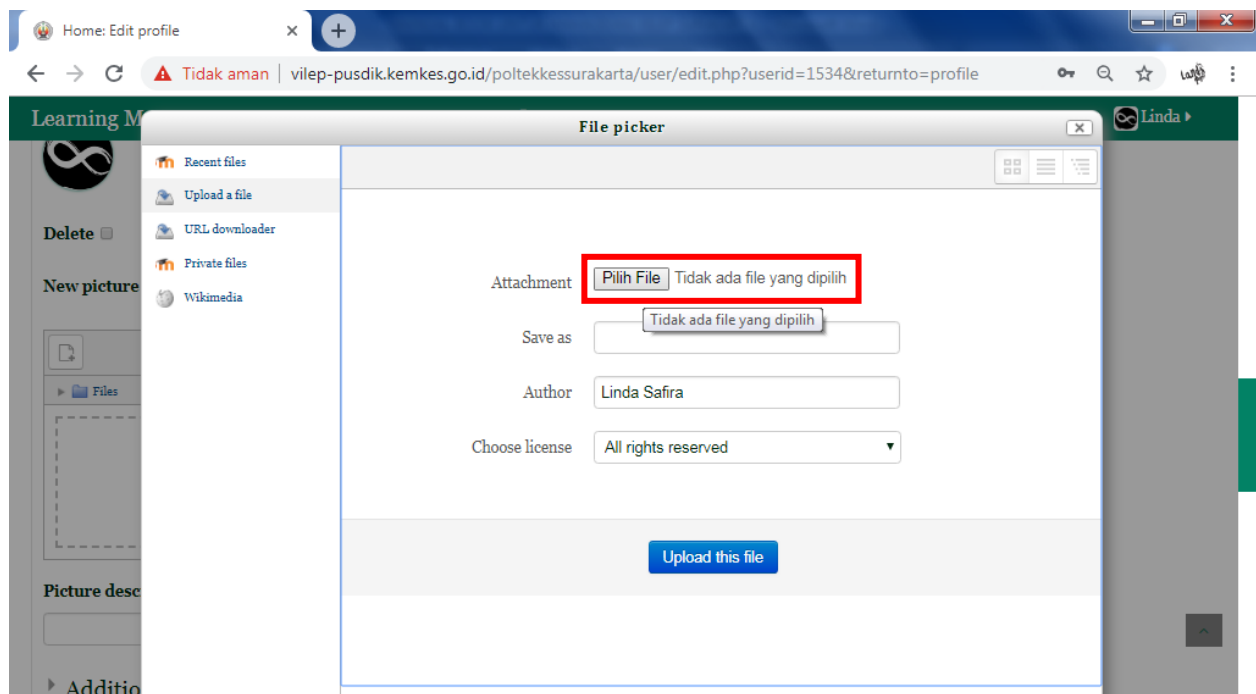 Home: Edit profile
Tidak aman | vilep-pusdik.kemkes.go.id/poltekkessurakarta/user/edit.php?userid=1534&returnto=profile
Learning M
Linda
File picker
Recent files
Upload a file
URL downloader
Private files
Wikimedia
Delete
New picture
Files
Picture desc
Additio
Attachment Pilih File Tidak ada file yang dipilih
Tidak ada file yang dipilih
Save as
Author Linda Safira
Choose license All rights reserved
Upload this file